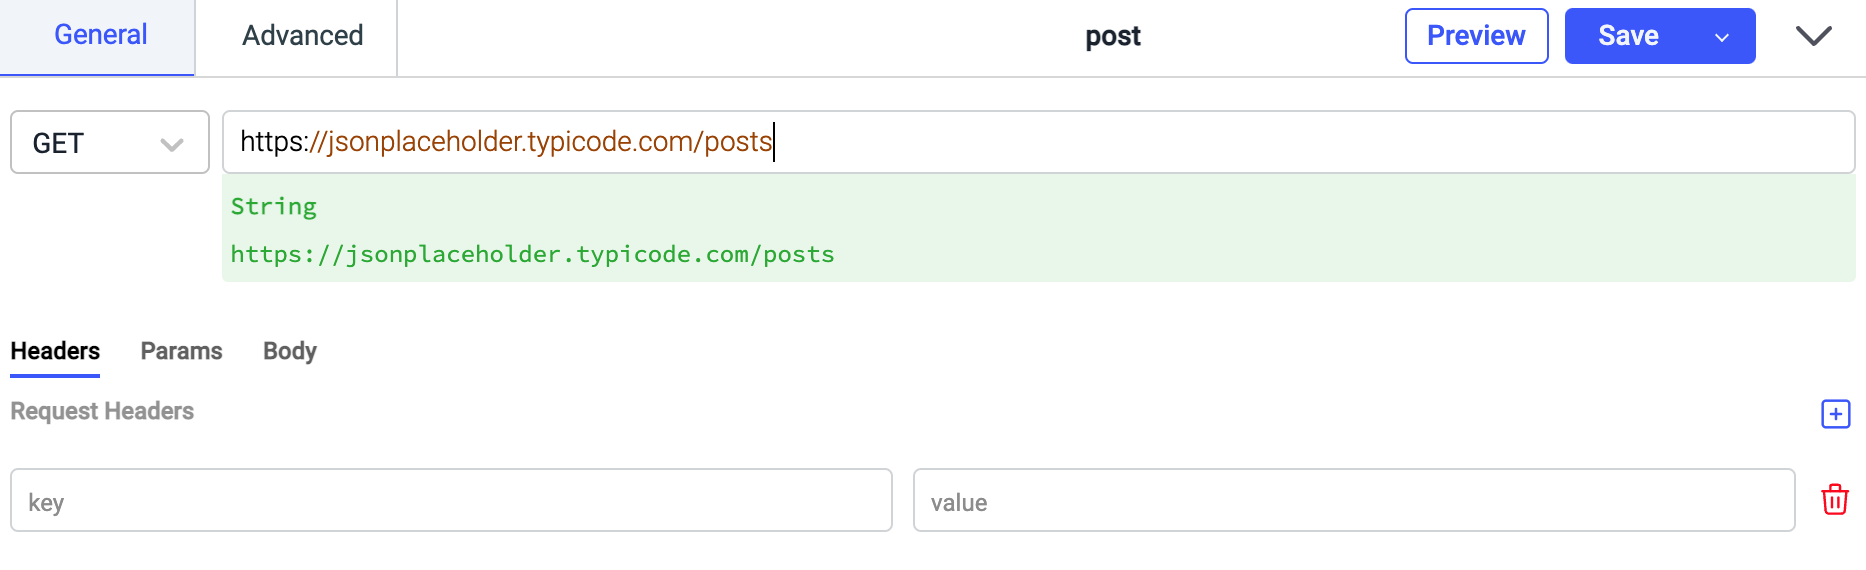 General Advanced post Preview Save
GET https://jsonplaceholder.typicode.com/posts
String
https://jsonplaceholder.typicode.com/posts
Headers Params Body
Request Headers
key value